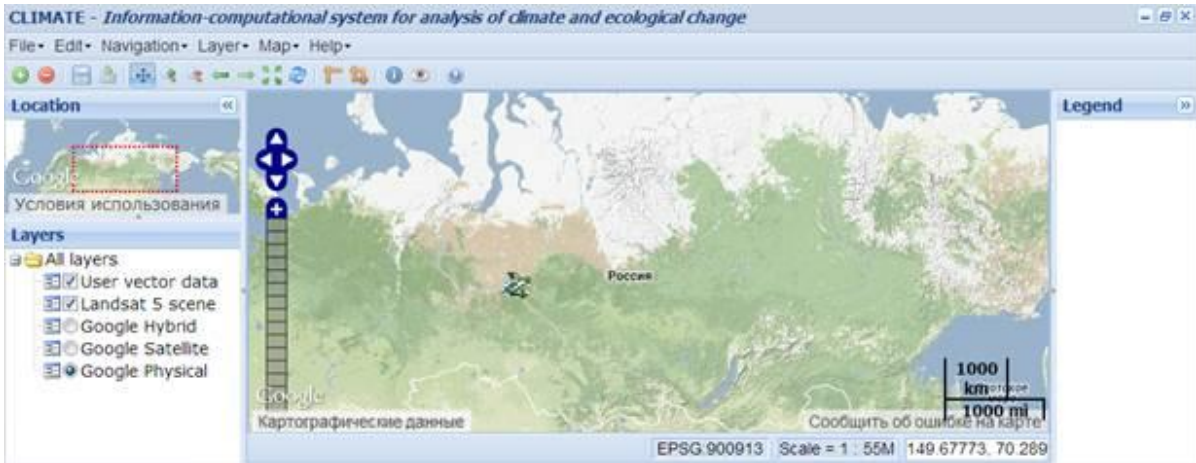 CLIMATE - Information-computational system for analysis of climate and ecological change
File Edit Navigation Layer Map Help
Location
Google
Условия использования
Layers
All layers
User vector data
Landsat 5 scene
Google Hybrid
Google Satellite
Google Physical
Россия
Google
Картографические данные
1000
km
1000 mi
Сообщить об ошибке на карте
EPSG:900913 Scale = 1 : 55M 149.67773, 70.289
Legend